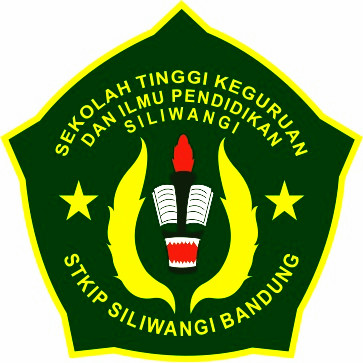 SEKOLAH TINGGI KEGURUAN
DAN ILMU PENDIDIKAN
SILIWANGI
STKIP SILIWANGI BANDUNG